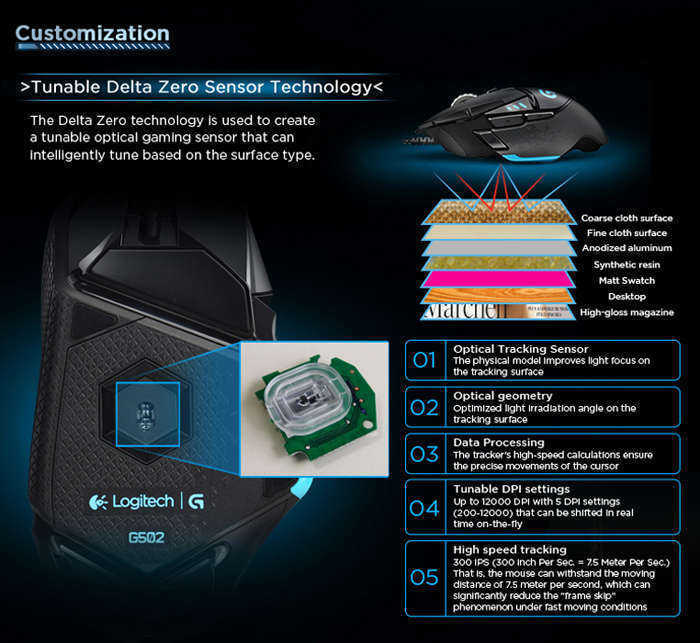 Customization
>Tunable Delta Zero Sensor Technology<
The Delta Zero technology is used to create
a tunable optical gaming sensor that can
intelligently tune based on the surface type.
G
Coarse cloth surface
Fine cloth surface
Anodized aluminum
Synthetic resin
Matt Swatch
Desktop
High-gloss magazine
01
Optical Tracking Sensor
The physical model improves light focus on
the tracking surface
02
Optical geometry
Optimized light irradiation angle on the
tracking surface
03
Data Processing
The tracker's high-speed calculations ensure
the precise movements of the cursor
04
Tunable DPI settings
Up to 12000 DPI with 5 DPI settings
(200-12000) that can be shifted in real
time on-the-fly
05
High speed tracking
300 IPS (300 inch Per Sec. = 7.5 Meter Per Sec.)
That is, the mouse can withstand the moving
distance of 7.5 meter per second, which can
significantly reduce the "frame skip"
phenomenon under fast moving conditions
Logitech | G
G502